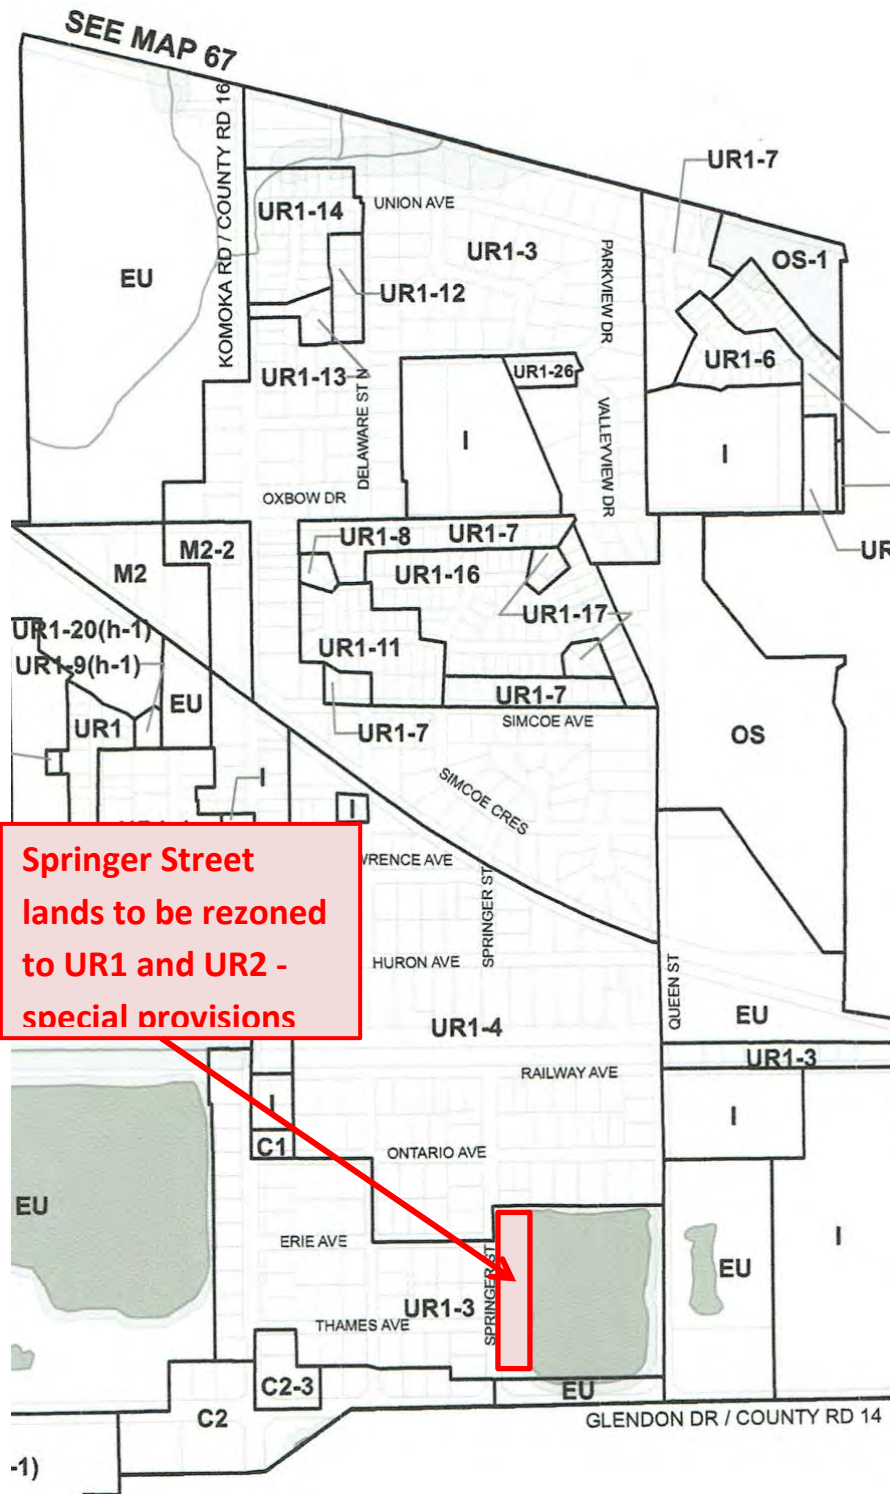 SEE MAP 67
KOMOKA RD / COUNTY RD 16
UR1-7
UNION AVE
UR1-14
UR1-3
PARKVIEW DR
OS-1
EU
UR1-12
UR1-6
UR1-13
UR1-26
DELAWARE ST N
VALLEYVIEW DR
I
I
OXBOW DR
UR1-8
UR1-7
M2-2
M2
UR1-16
UR
UR1-17
UR1-20(h-1)
UR1-11
UR1-9(h-1)
EU
UR1-7
UR1
SIMCOE AVE
UR1-7
OS
SIMCOE CRES
I
I
WRENCE AVE
Springer Street
lands to be rezoned
to UR1 and UR2 -
special provisions
SPRINGER ST
HURON AVE
QUEEN ST
EU
UR1-4
UR1-3
RAILWAY AVE
I
I
C1
ONTARIO AVE
EU
ERIE AVE
I
EU
SPRINGER ST
UR1-3
THAMES AVE
C2-3
EU
C2
GLENDON DR / COUNTY RD 14
-1)